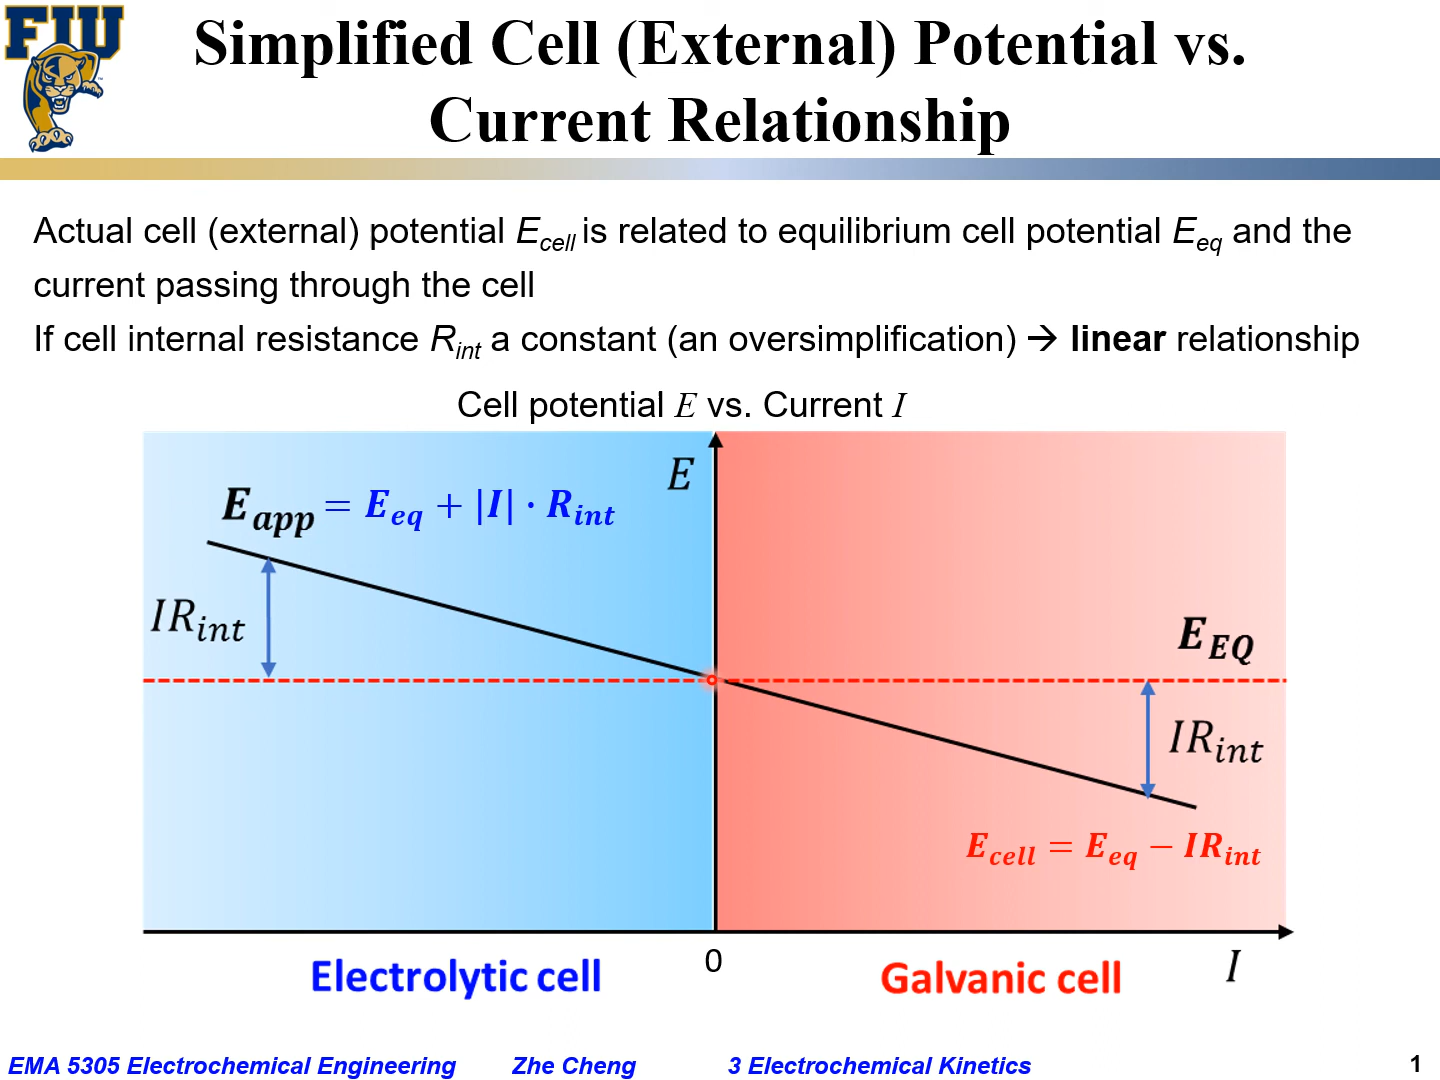 FIU
Simplified Cell (External) Potential vs.
Current Relationship
Actual cell (external) potential E_cell is related to equilibrium cell potential E_eq and the
current passing through the cell
If cell internal resistance R_int a constant (an oversimplification) → linear relationship
Cell potential E vs. Current I
E
E_app = E_eq + |I| · R_int
IR_int
E_EQ
IR_int
E_cell = E_eq − IR_int
0
I
Electrolytic cell
Galvanic cell
EMA 5305 Electrochemical Engineering Zhe Cheng 3 Electrochemical Kinetics 1